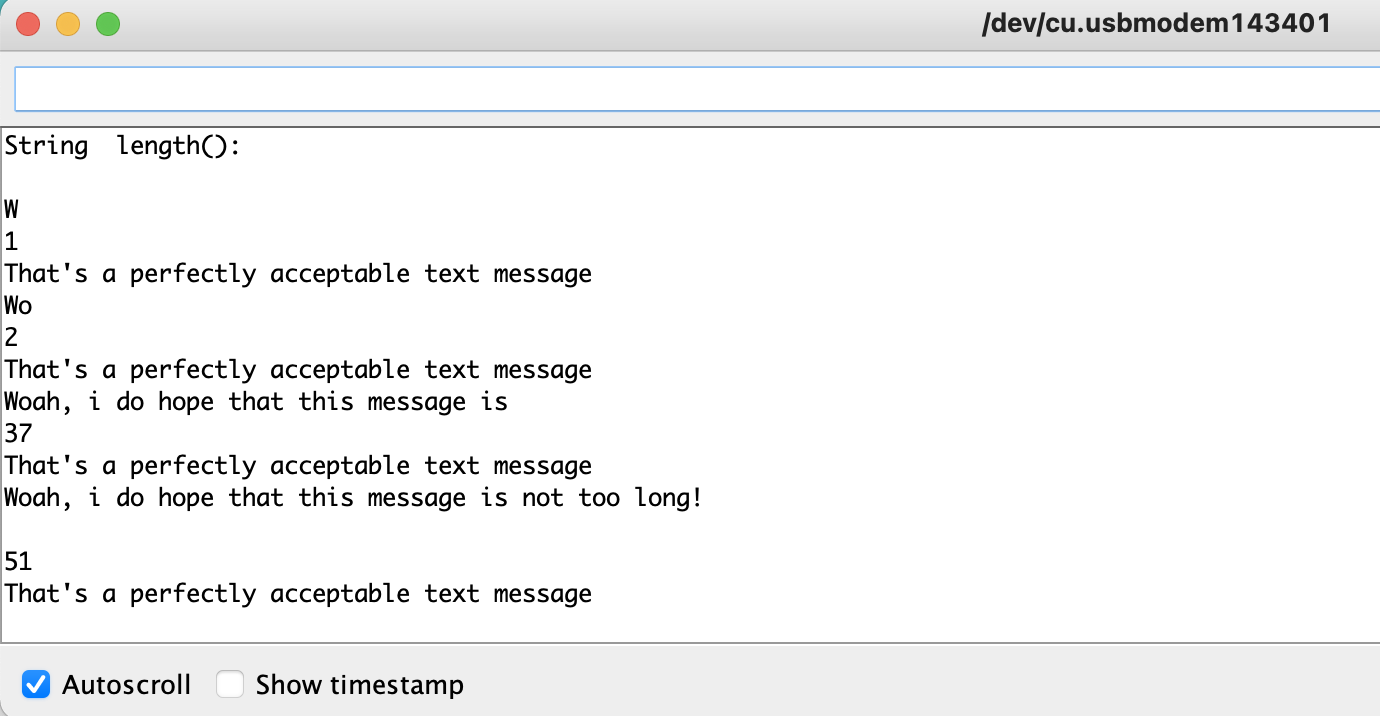 /dev/cu.usbmodem143401
String  length():
W
1
That's a perfectly acceptable text message
Wo
2
That's a perfectly acceptable text message
Woah, i do hope that this message is
37
That's a perfectly acceptable text message
Woah, i do hope that this message is not too long!
51
That's a perfectly acceptable text message
Autoscroll Show timestamp